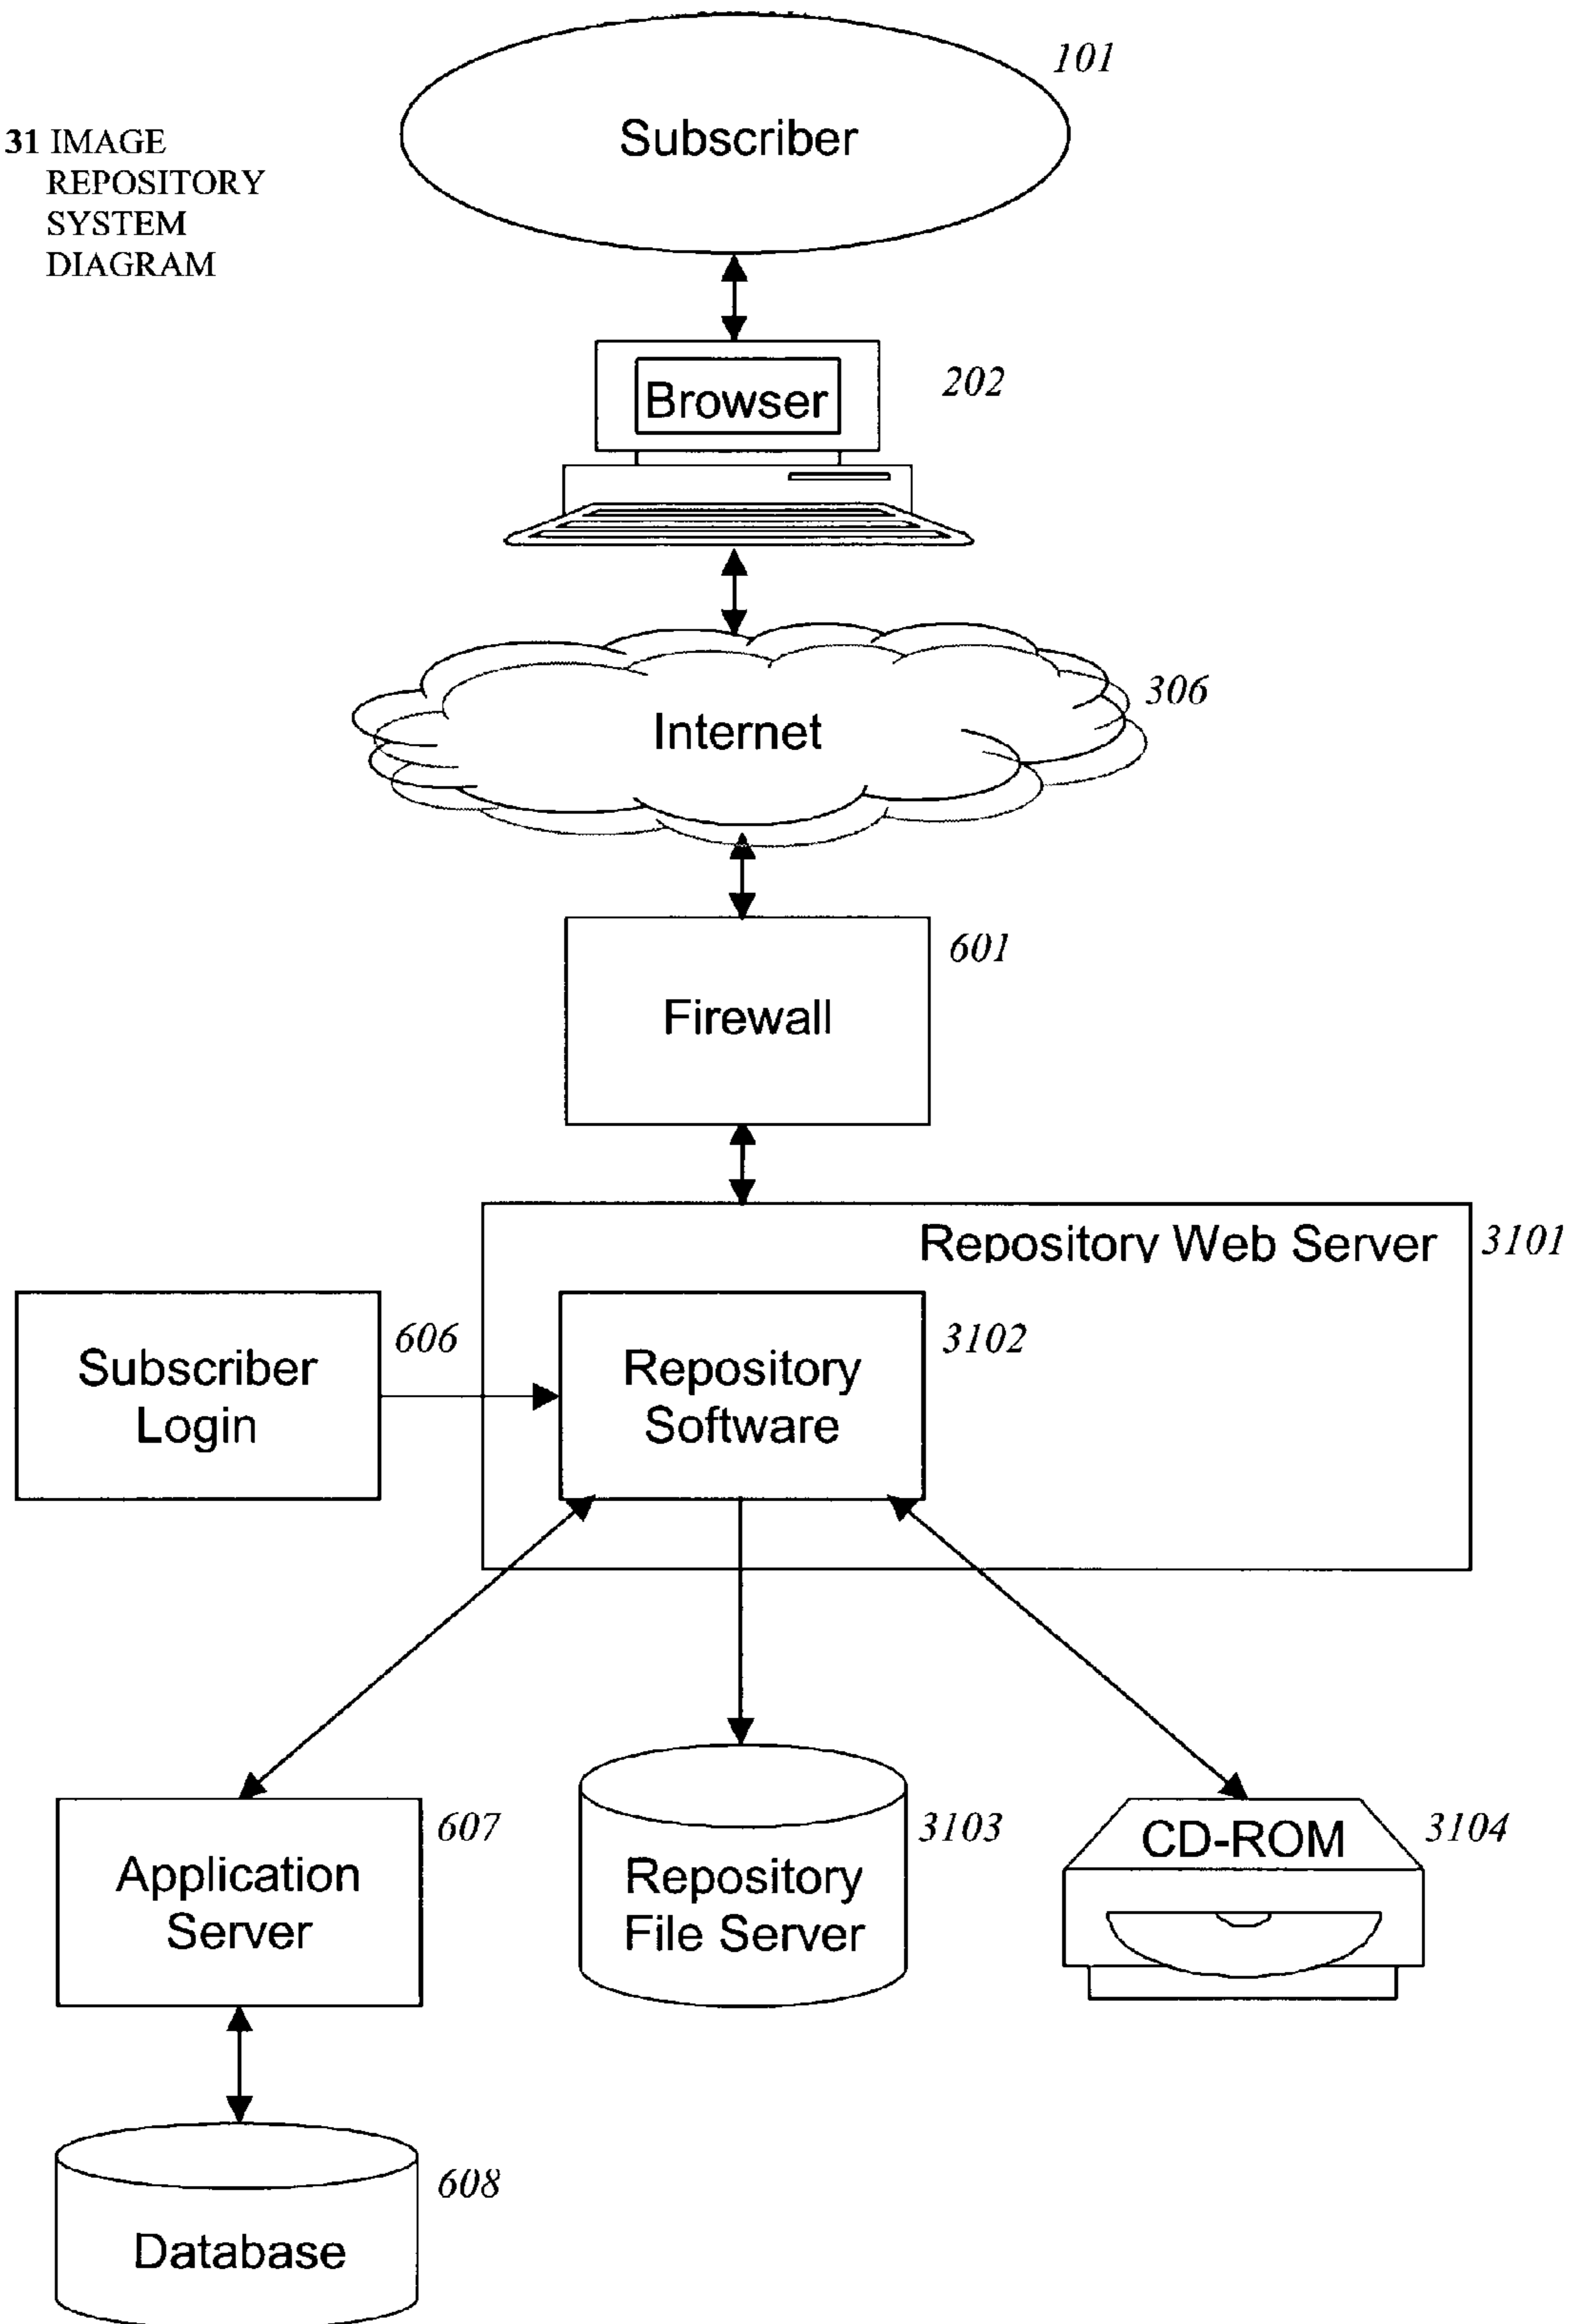 101
Subscriber
31 IMAGE
REPOSITORY
SYSTEM
DIAGRAM
Browser
202
306
Internet
601
Firewall
Repository Web Server
3101
606
3102
Subscriber
Login
Repository
Software
607
3103
3104
CD-ROM
Application
Server
Repository
File Server
608
Database